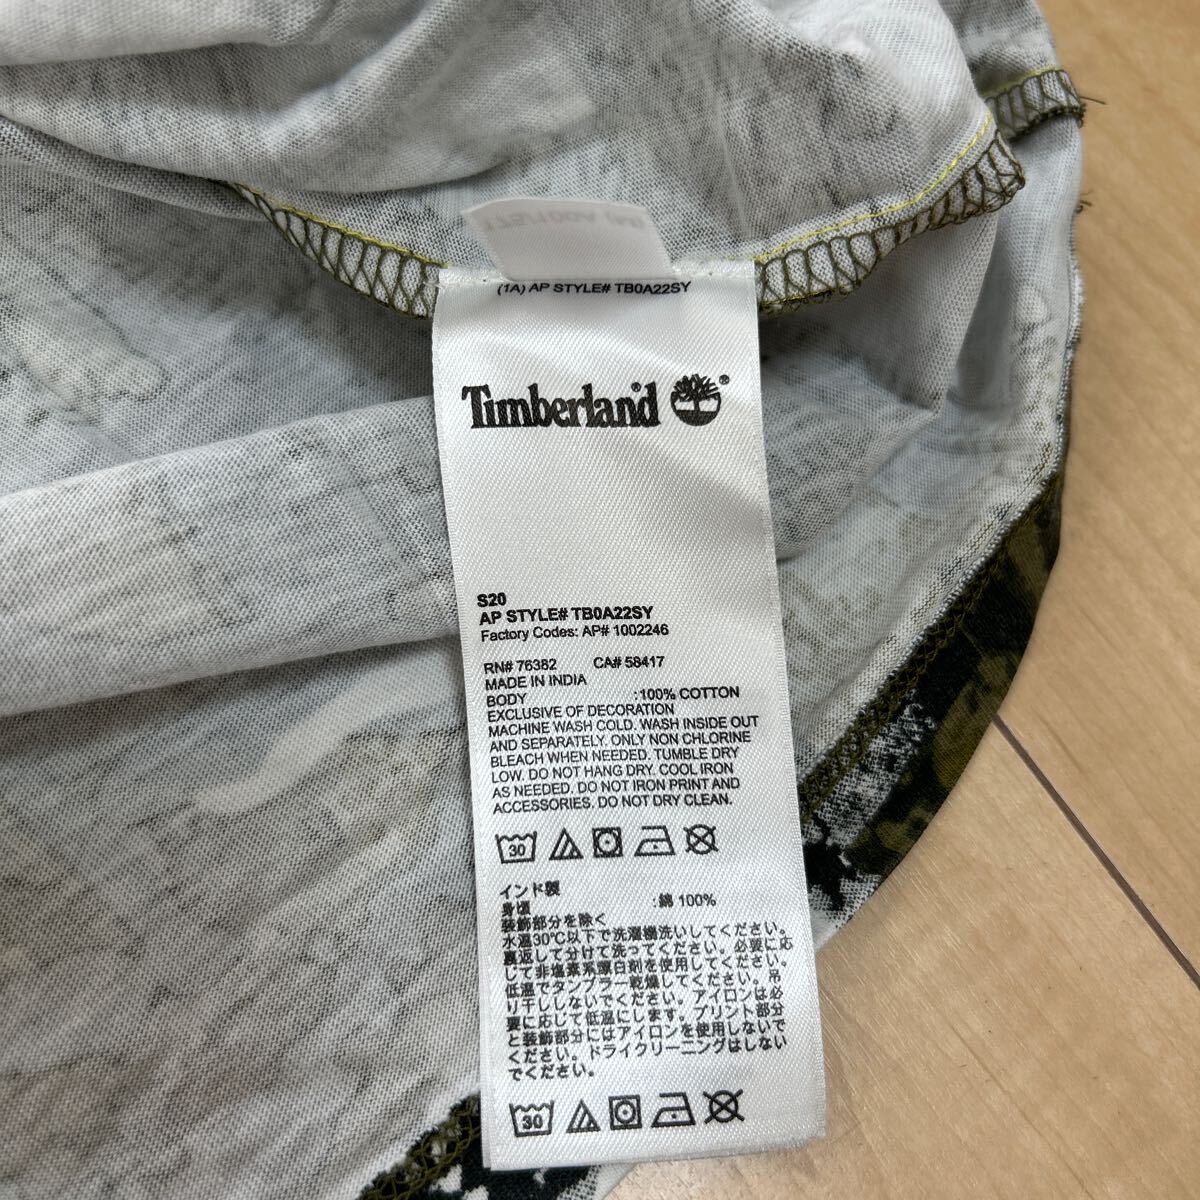 (1A) AP STYLE# TB0A22SY
Timberland ®
S20
AP STYLE# TB0A22SY
Factory Codes: AP# 1002246
RN# 76382 CA# 58417
MADE IN INDIA
BODY :100% COTTON
EXCLUSIVE OF DECORATION
MACHINE WASH COLD. WASH INSIDE OUT
AND SEPARATELY. ONLY NON CHLORINE
BLEACH WHEN NEEDED. TUMBLE DRY
LOW. DO NOT HANG DRY. COOL IRON
AS NEEDED. DO NOT IRON PRINT AND
ACCESSORIES. DO NOT DRY CLEAN.
30
インド製
身頃 :綿 100%
装飾部分を除く
水温30℃以下で洗濯機洗いしてください。
裏返して分けて洗ってください。必要に応
じて非塩素系漂白剤を使用してください。
低温でタンブラー乾燥してください。吊
り干ししないでください。アイロンは必
要に応じて低温にします。プリント部分
と装飾部分にはアイロンを使用しないで
ください。ドライクリーニングはしない
でください。
30